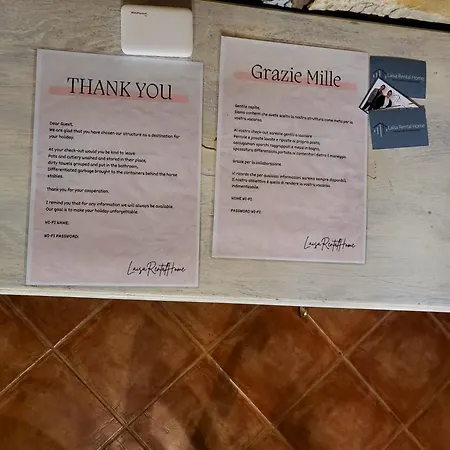 THANK YOU
Dear Guest,
We are glad that you have chosen our structure as a destination for
your holiday.
At your check-out would you be kind to leave
Pots and cutlery washed and stored in their place,
dirty towels grouped and put in the basket
Differentiated garbage brought to the containers behind the horse
stables.
Thank you for your cooperation.
I remind you that for any information we will always be available.
Our goal is to make your holiday unforgettable.
WI-FI NAME:
WI-FI PASSWORD:
LuisaRentalHome
Grazie Mille
Gentile ospite,
Siamo contenti che avete scelto la nostra struttura come meta per la
vostra vacanza.
Al vostro check-out sareste gentili a lasciare
Pentole e posate lavate e riposte al proprio posto,
asciugamani sporchi raggruppati e messi in bagno,
spazzatura differenziata portata ai contenitori dietro il maneggio.
Grazie per la collaborazione.
Vi ricordo che per qualsiasi informazione saremo sempre disponibili.
Il nostro obiettivo è quello di rendere la vostra vacanza
indimenticabile.
NOME WI-FI:
PASSWORD WI-FI:
LuisaRentalHome
Luisa Rental Home
Luisa Rental Home